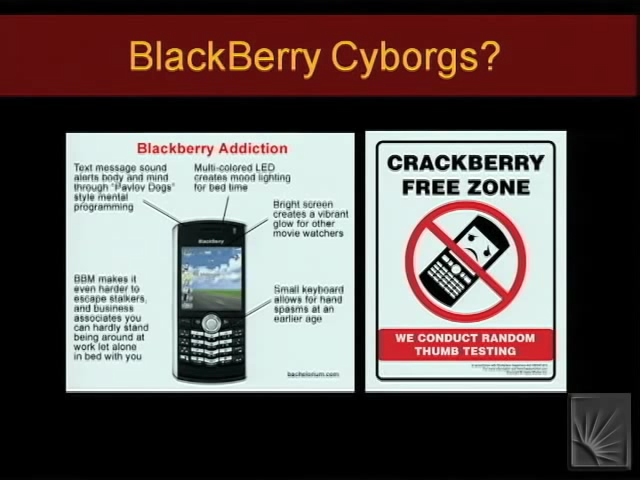 BlackBerry Cyborgs?
Blackberry Addiction
Text message sound
alerts body and mind
through "Pavlov Dogs"
style mental
programming
Multi-colored LED
creates mood lighting
for bed time
Bright screen
creates a vibrant
glow for other
movie watchers
BlackBerry
BBM makes it
even harder to
escape stalkers,
and business
associates you
can hardly stand
being around at
work let alone
in bed with you
Small keyboard
allows for hand
spasms at an
earlier age
bachelorium.com
CRACKBERRY
FREE ZONE
WE CONDUCT RANDOM
THUMB TESTING